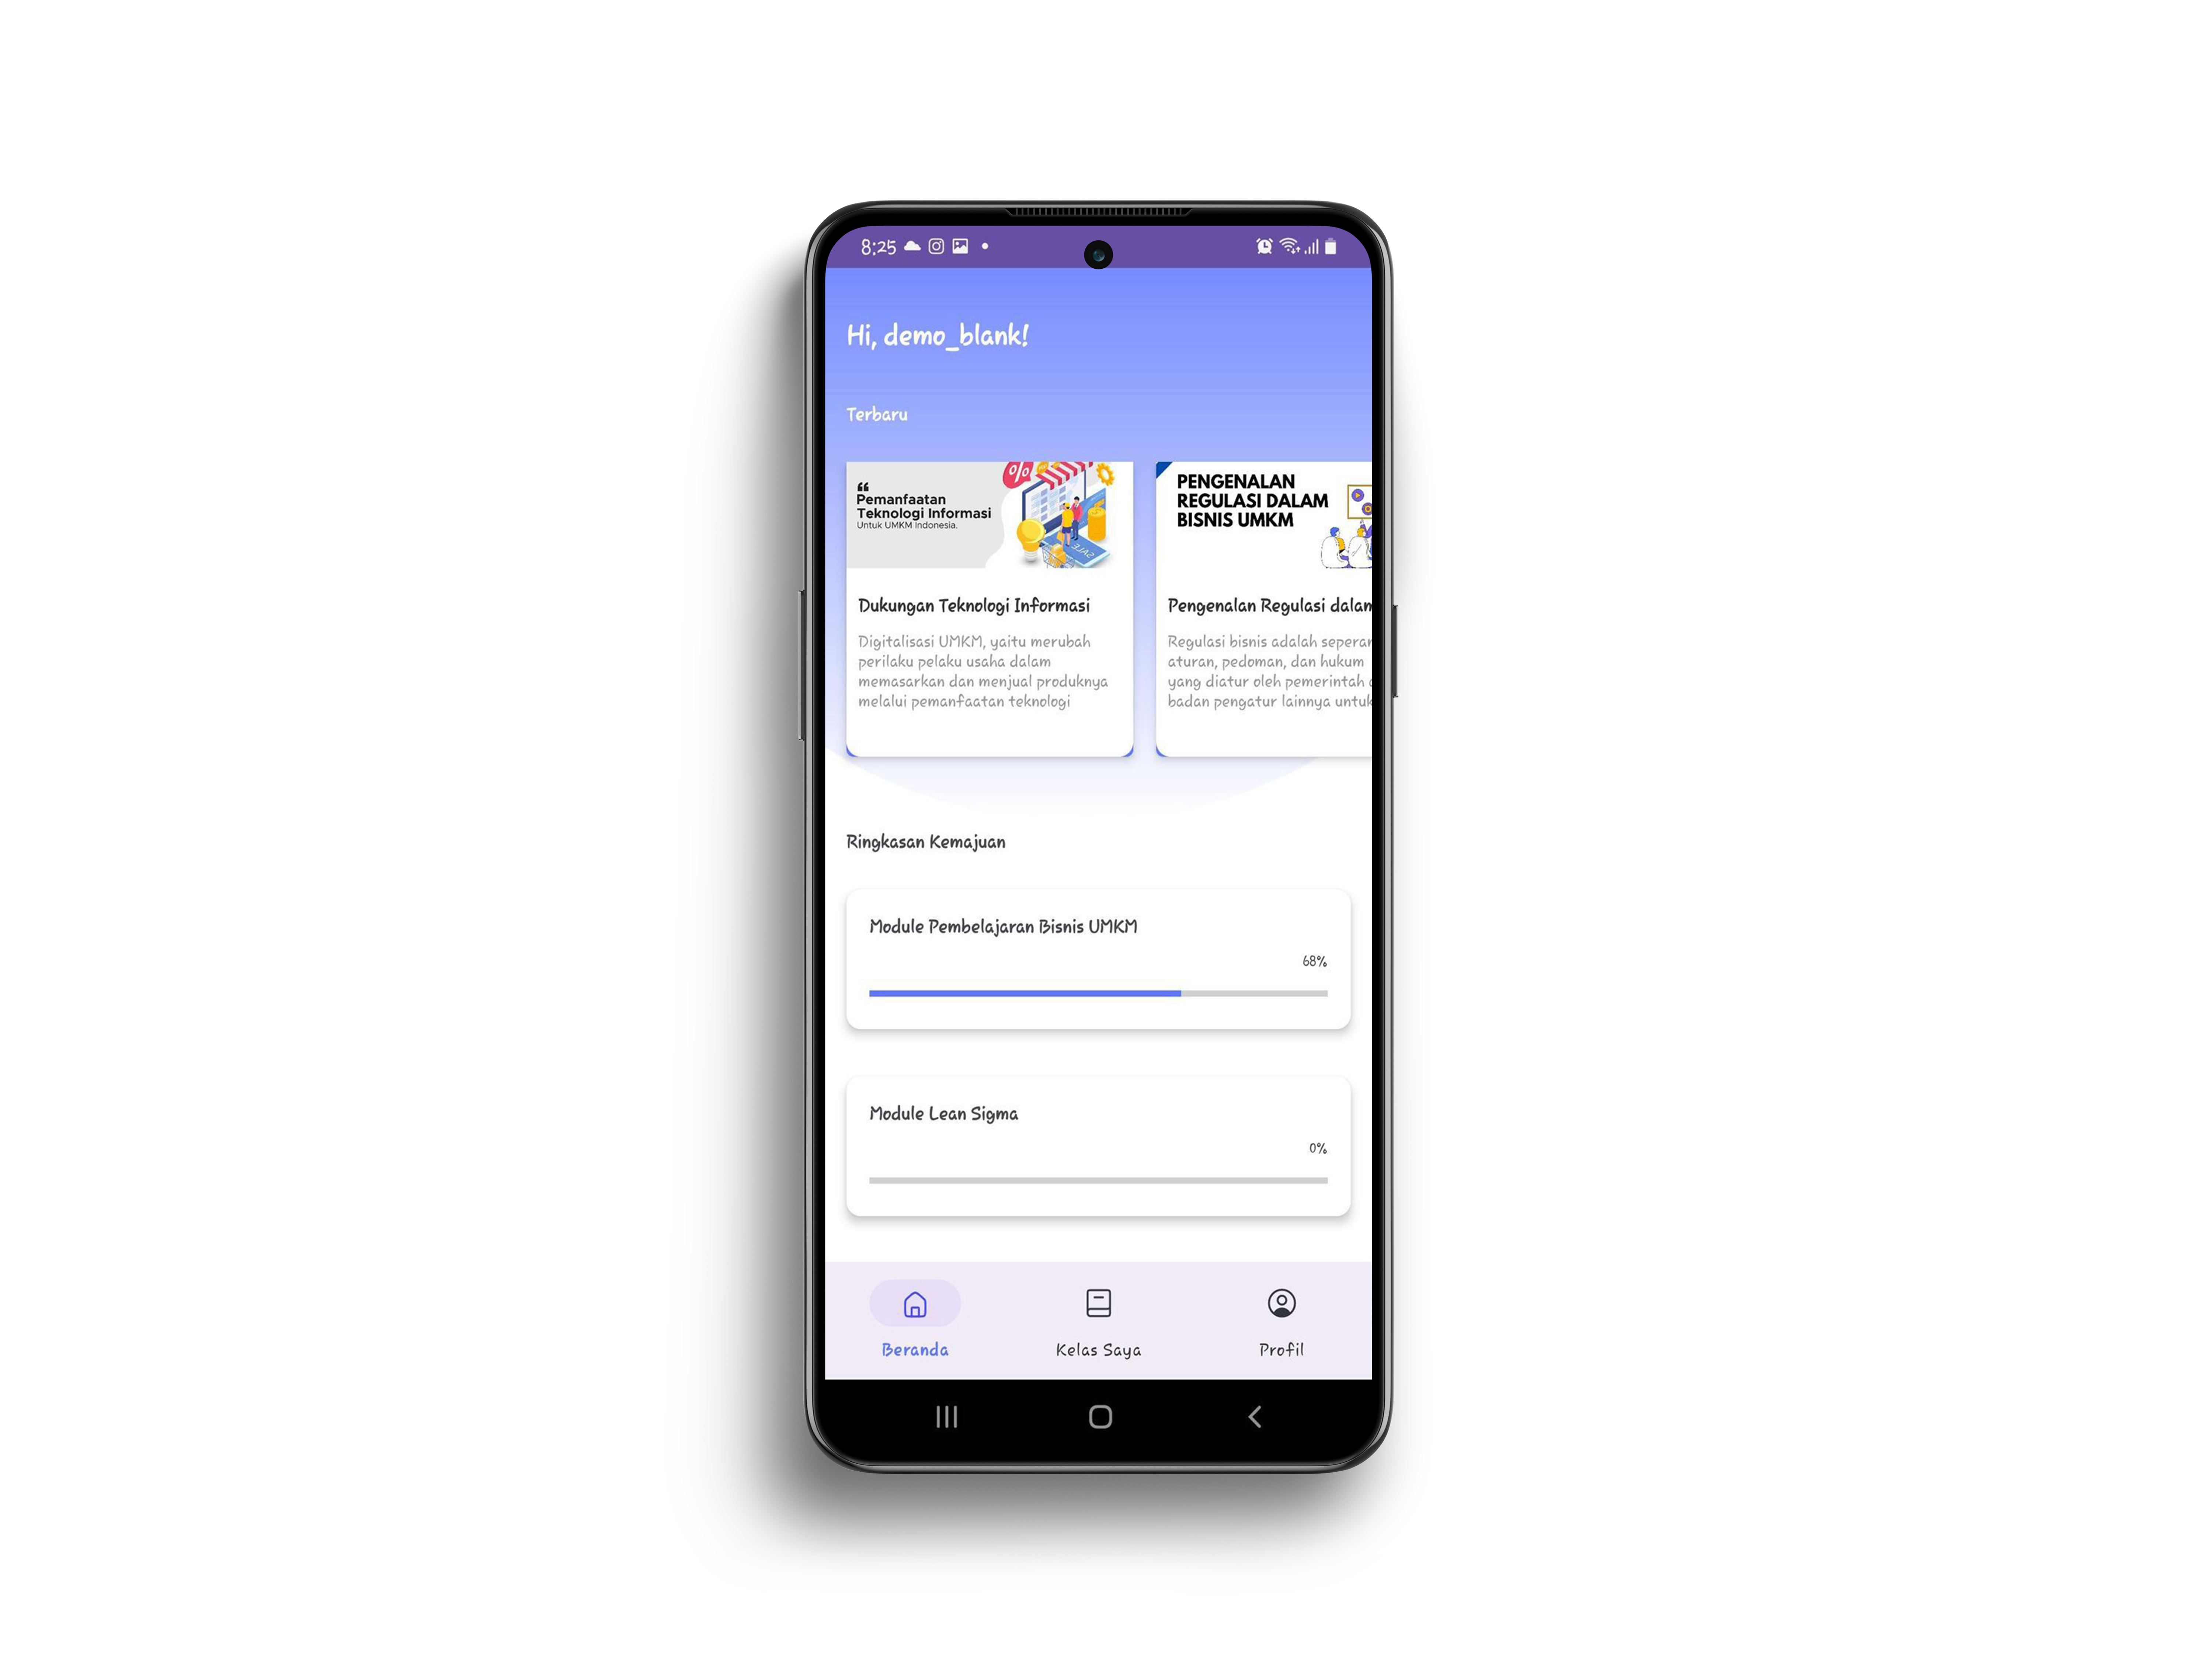 8:25
Hi, demo_blank!
Terbaru
“
Pemanfaatan
Teknologi Informasi
Untuk UMKM Indonesia.
%
SALE
Dukungan Teknologi Informasi
Digitalisasi UMKM, yaitu merubah
perilaku pelaku usaha dalam
memasarkan dan menjual produknya
melalui pemanfaatan teknologi
PENGENALAN
REGULASI DALAM
BISNIS UMKM
Pengenalan Regulasi dalam
Regulasi bisnis adalah
aturan, pedoman, dan hukum
yang diatur oleh pemerintah
badan pengatur lainnya untuk
Ringkasan Kemajuan
Module Pembelajaran Bisnis UMKM
68%
Module Lean Sigma
0%
Beranda
Kelas Saya
Profil